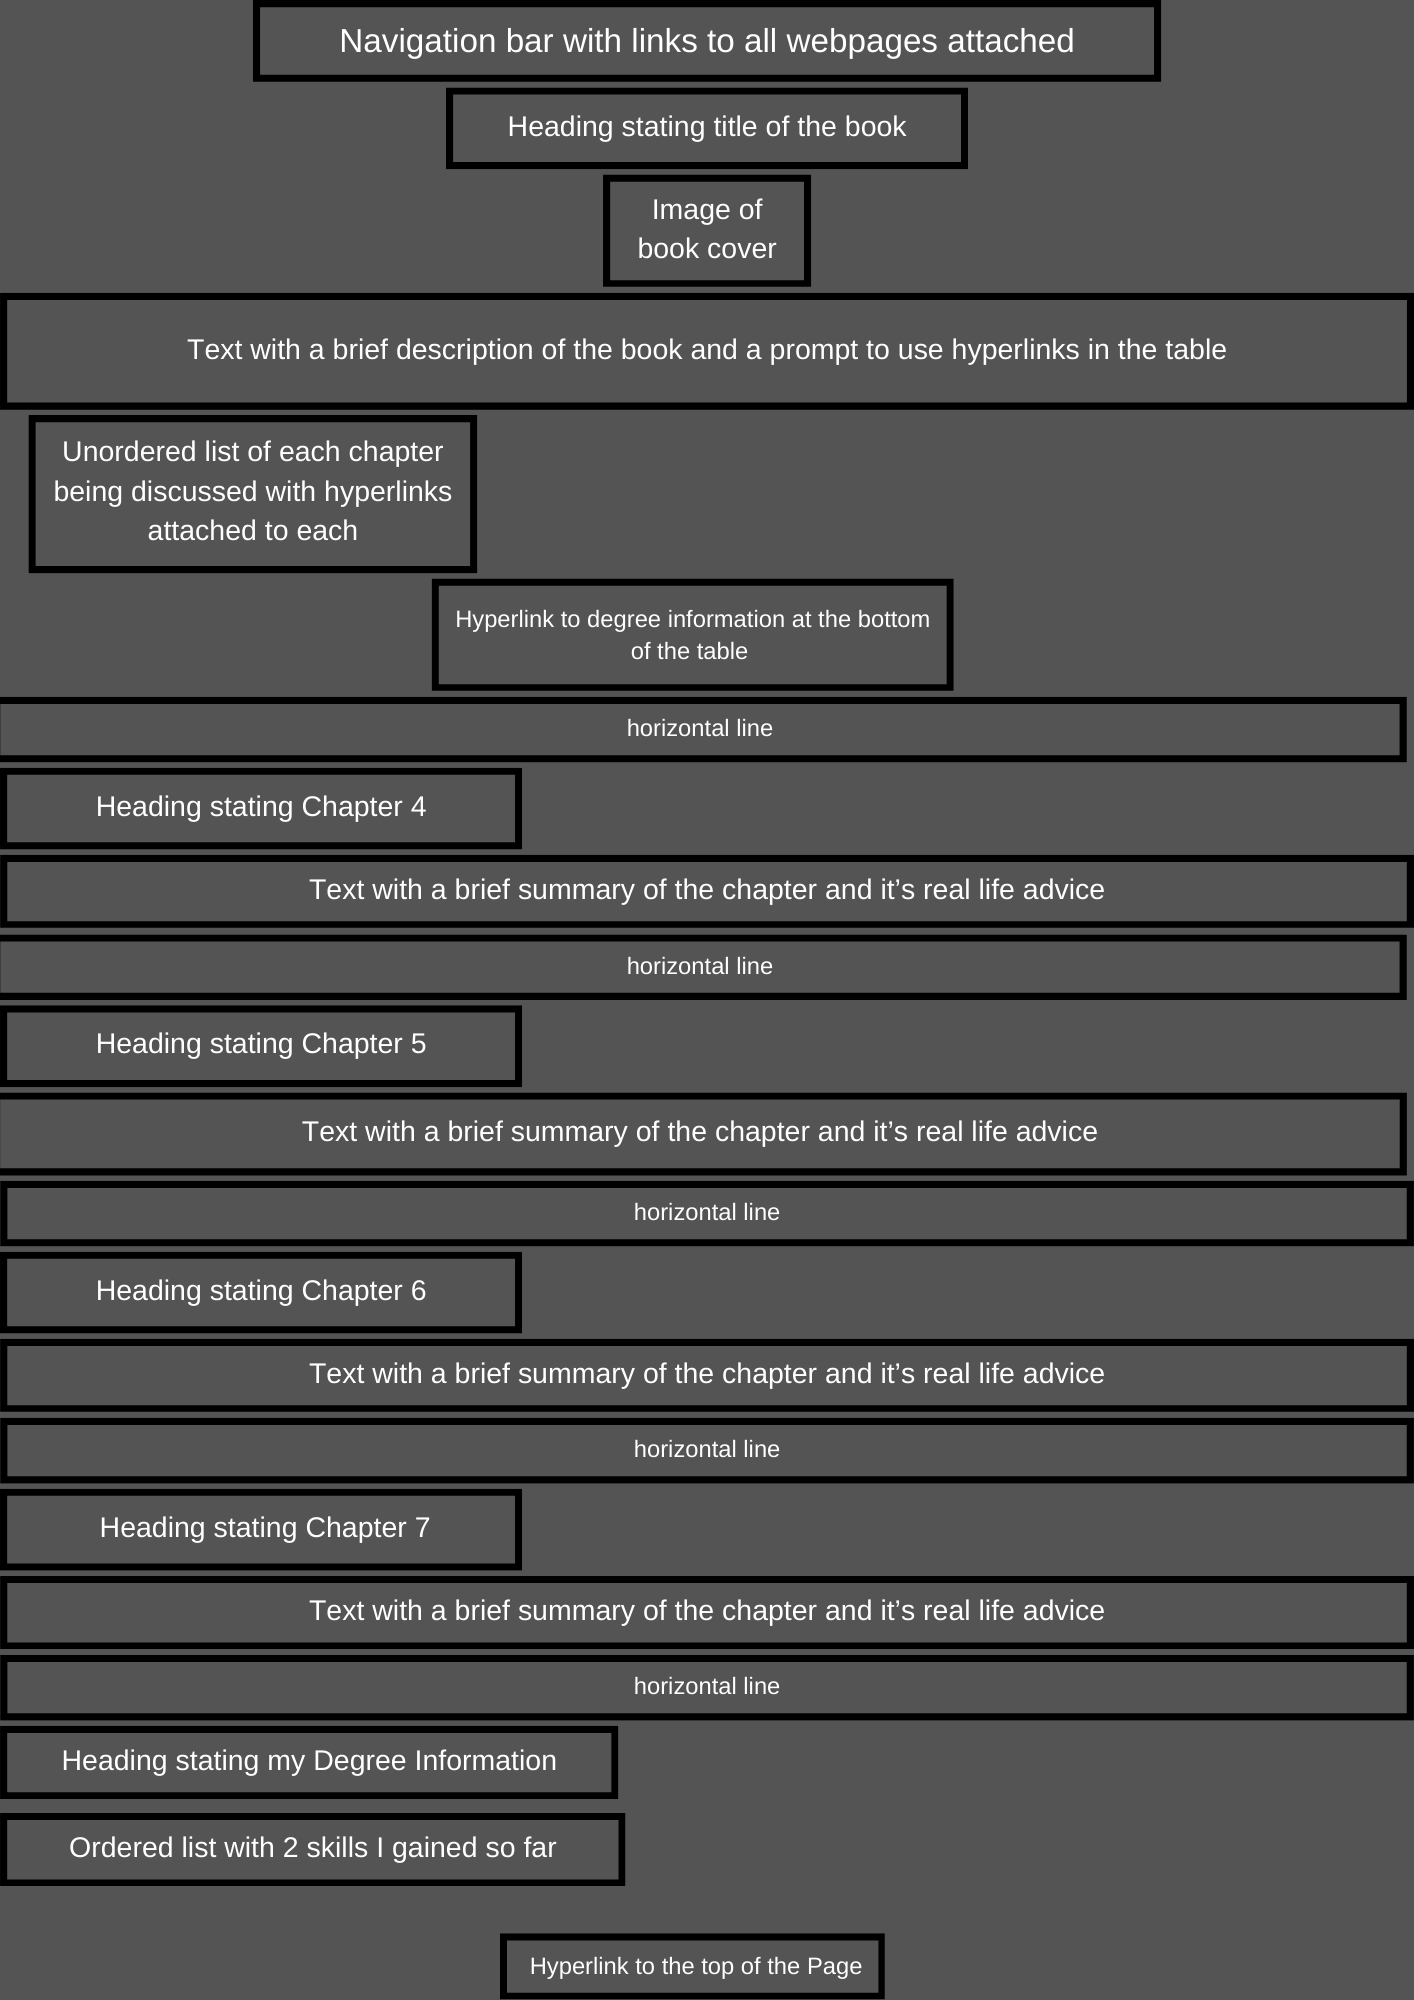 Navigation bar with links to all webpages attached
Heading stating title of the book
Image of
book cover
Text with a brief description of the book and a prompt to use hyperlinks in the table
Unordered list of each chapter
being discussed with hyperlinks
attached to each
Hyperlink to degree information at the bottom
of the table
horizontal line
Heading stating Chapter 4
Text with a brief summary of the chapter and it’s real life advice
horizontal line
Heading stating Chapter 5
Text with a brief summary of the chapter and it’s real life advice
horizontal line
Heading stating Chapter 6
Text with a brief summary of the chapter and it’s real life advice
horizontal line
Heading stating Chapter 7
Text with a brief summary of the chapter and it’s real life advice
horizontal line
Heading stating my Degree Information
Ordered list with 2 skills I gained so far
Hyperlink to the top of the Page